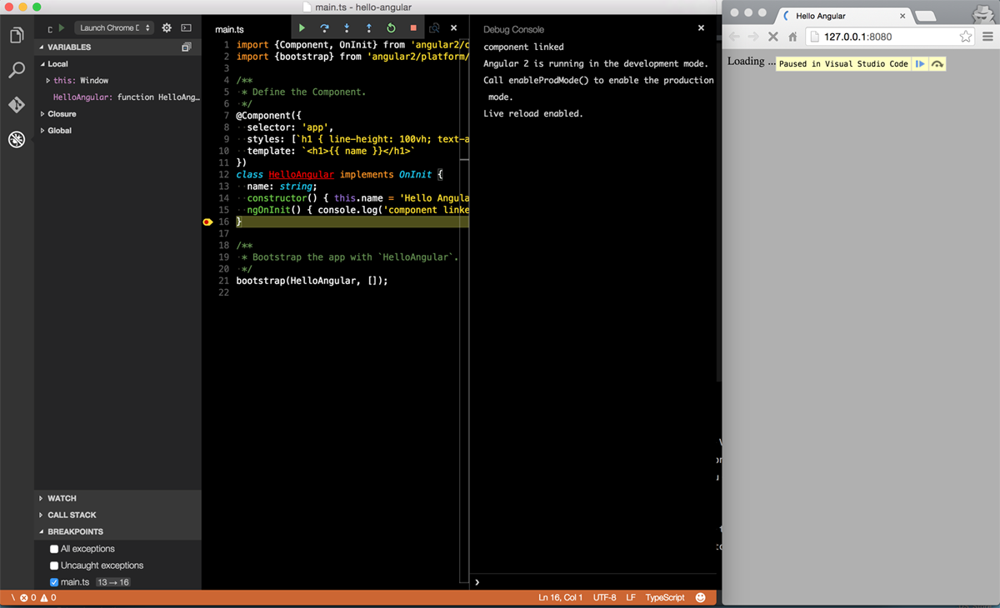 main.ts - hello-angular
Launch Chrome
VARIABLES
Local
this: Window
HelloAngular: function HelloAng…
Closure
Global
WATCH
CALL STACK
BREAKPOINTS
All exceptions
Uncaught exceptions
main.ts 13 → 16
main.ts
1 import {Component, OnInit} from 'angular2/c
2 import {bootstrap} from 'angular2/platform/
3
4 /**
5 * Define the Component.
6 */
7 @Component({
8 selector: 'app',
9 styles: [`h1 { line-height: 100vh; text-a
10 template: `<h1>{{ name }}</h1>`
11 })
12 class HelloAngular implements OnInit {
13 name: string;
14 constructor() { this.name = 'Hello Angula
15 ngOnInit() { console.log('component linke
16 }
17
18 /**
19 * Bootstrap the app with `HelloAngular`.
20 */
21 bootstrap(HelloAngular, []);
22
Debug Console
component linked
Angular 2 is running in the development mode.
Call enableProdMode() to enable the production
mode.
Live reload enabled.
0 0
Ln 16, Col 1 UTF-8 LF TypeScript
Hello Angular
127.0.0.1:8080
Loading ...
Paused in Visual Studio Code